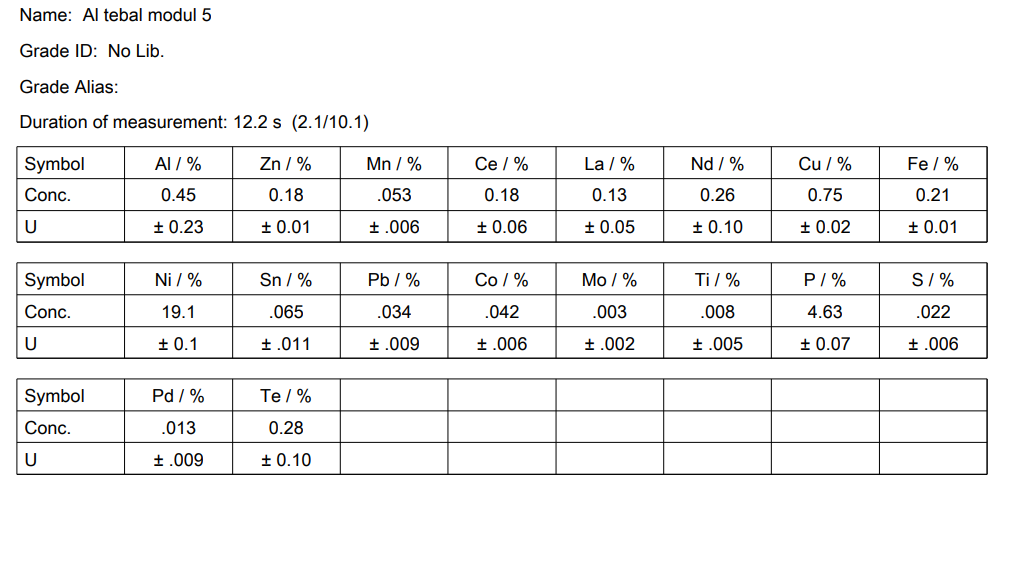 Name: Al tebal modul 5
Grade ID: No Lib.
Grade Alias:
Duration of measurement: 12.2 s (2.1/10.1)
Symbol Al / % Zn / % Mn / % Ce / % La / % Nd / % Cu / % Fe / %
Conc. 0.45 0.18 .053 0.18 0.13 0.26 0.75 0.21
U ± 0.23 ± 0.01 ± .006 ± 0.06 ± 0.05 ± 0.10 ± 0.02 ± 0.01
Symbol Ni / % Sn / % Pb / % Co / % Mo / % Ti / % P / % S / %
Conc. 19.1 .065 .034 .042 .003 .008 4.63 .022
U ± 0.1 ± .011 ± .009 ± .006 ± .002 ± .005 ± 0.07 ± .006
Symbol Pd / % Te / %
Conc. .013 0.28
U ± .009 ± 0.10